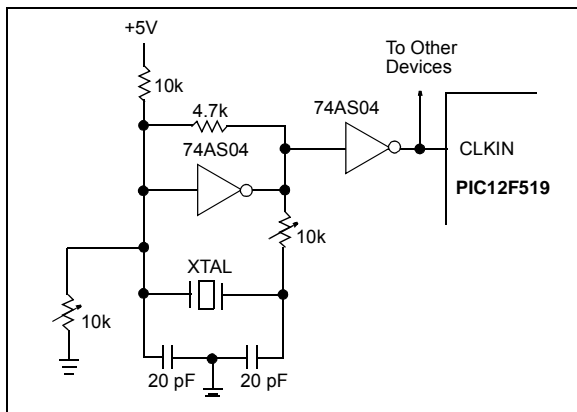 +5V
To Other
Devices
10k
4.7k
74AS04
74AS04
CLKIN
PIC12F519
10k
XTAL
10k
20 pF
20 pF